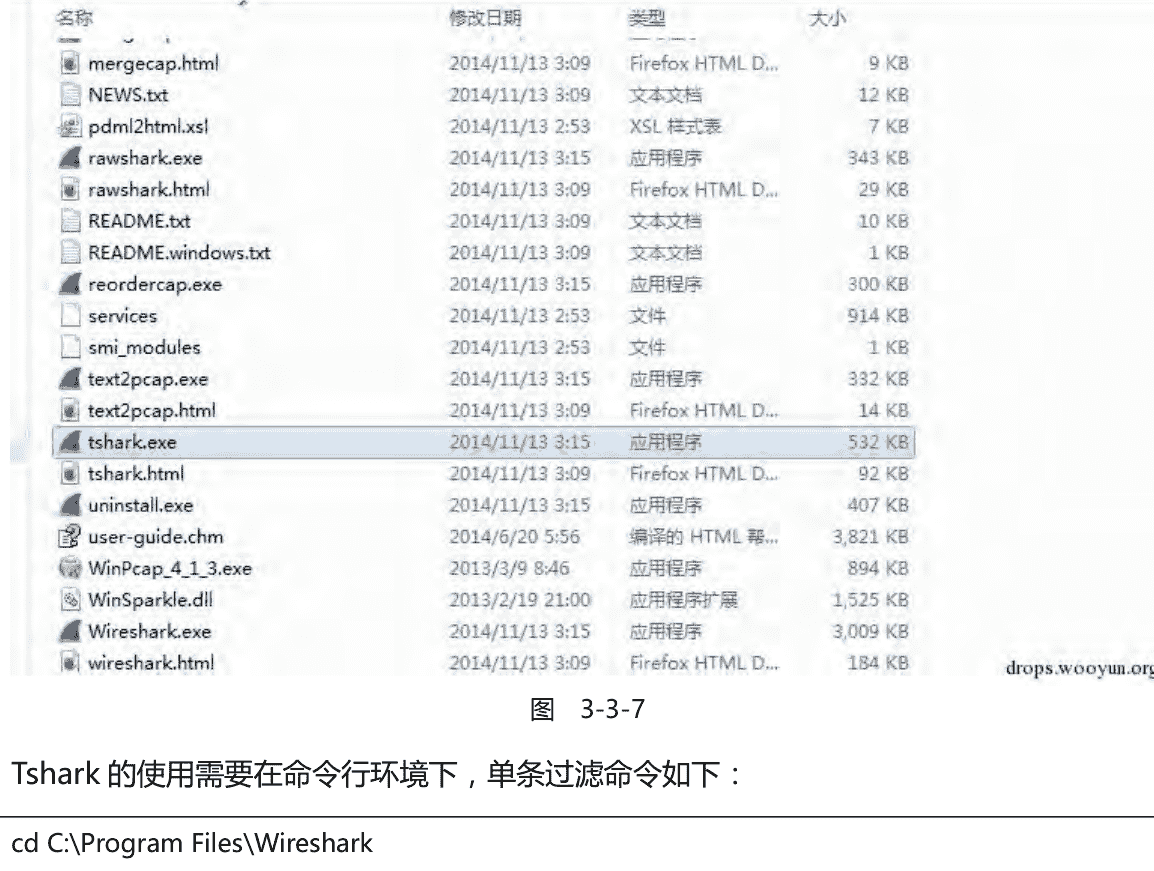 名称 修改日期 类型 大小
mergecap.html 2014/11/13 3:09 Firefox HTML D... 9 KB
NEWS.txt 2014/11/13 3:09 文本文档 12 KB
pdml2html.xsl 2014/11/13 2:53 XSL 样式表 7 KB
rawshark.exe 2014/11/13 3:15 应用程序 343 KB
rawshark.html 2014/11/13 3:09 Firefox HTML D... 29 KB
README.txt 2014/11/13 3:09 文本文档 10 KB
README.windows.txt 2014/11/13 3:09 文本文档 1 KB
reordercap.exe 2014/11/13 3:15 应用程序 300 KB
services 2014/11/13 2:53 文件 914 KB
smi_modules 2014/11/13 2:53 文件 1 KB
text2pcap.exe 2014/11/13 3:15 应用程序 332 KB
text2pcap.html 2014/11/13 3:09 Firefox HTML D... 14 KB
tshark.exe 2014/11/13 3:15 应用程序 532 KB
tshark.html 2014/11/13 3:09 Firefox HTML D... 92 KB
uninstall.exe 2014/11/13 3:15 应用程序 407 KB
user-guide.chm 2014/6/20 5:56 编译的 HTML 帮... 3,821 KB
WinPcap_4_1_3.exe 2013/3/9 8:46 应用程序 894 KB
WinSparkle.dll 2013/2/19 21:00 应用程序扩展 1,525 KB
Wireshark.exe 2014/11/13 3:15 应用程序 3,009 KB
wireshark.html 2014/11/13 3:09 Firefox HTML D... 184 KB
drops.wooyun.org
图 3-3-7
Tshark 的使用需要在命令行环境下，单条过滤命令如下：
cd C:\Program Files\Wireshark